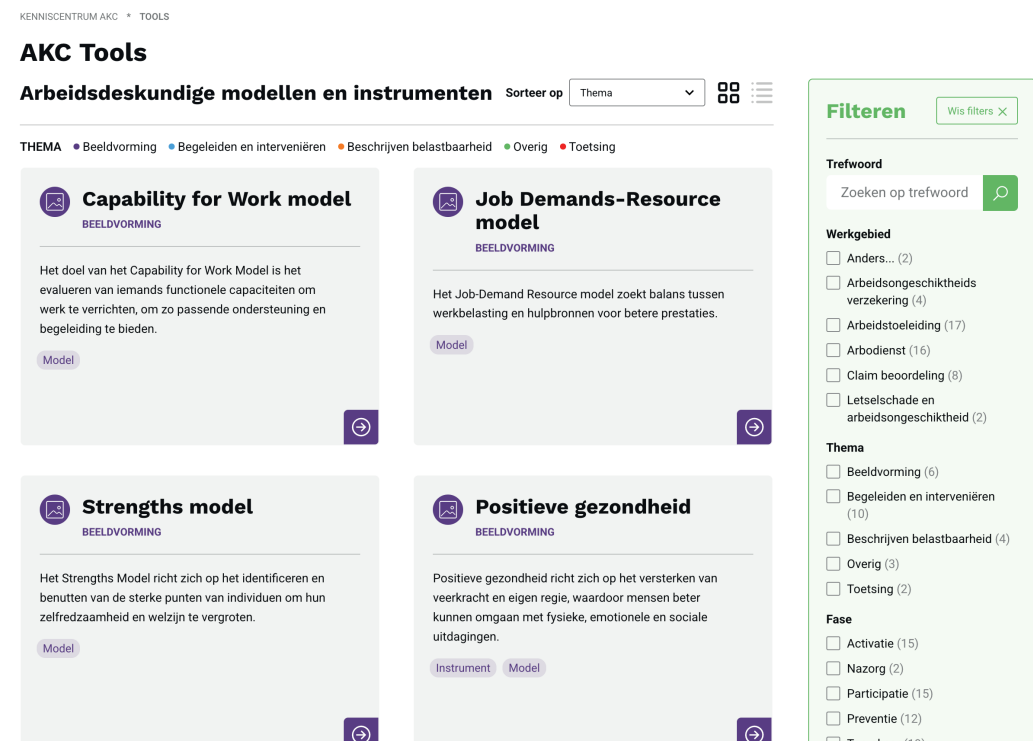 KENNISCENTRUM AKC * TOOLS
AKC Tools
Arbeidsdeskundige modellen en instrumenten
Sorteer op
Thema
THEMA
Beeldvorming
Begeleiden en interveniëren
Beschrijven belastbaarheid
Overig
Toetsing
Capability for Work model
BEELDVORMING
Het doel van het Capability for Work Model is het
evalueren van iemands functionele capaciteiten om
werk te verrichten, om zo passende ondersteuning en
begeleiding te bieden.
Model
Job Demands-Resource
model
BEELDVORMING
Het Job-Demand Resource model zoekt balans tussen
werkbelasting en hulpbronnen voor betere prestaties.
Model
Strengths model
BEELDVORMING
Het Strengths Model richt zich op het identificeren en
benutten van de sterke punten van individuen om hun
zelfredzaamheid en welzijn te vergroten.
Model
Positieve gezondheid
BEELDVORMING
Positieve gezondheid richt zich op het versterken van
veerkracht en eigen regie, waardoor mensen beter
kunnen omgaan met fysieke, emotionele en sociale
uitdagingen.
Instrument
Model
Filteren
Wis filters
Trefwoord
Zoeken op trefwoord
Werkgebied
Anders... (2)
Arbeidsongeschiktheids
verzekering (4)
Arbeidstoeleiding (17)
Arbodienst (16)
Claim beoordeling (8)
Letselschade en
arbeidsongeschiktheid (2)
Thema
Beeldvorming (6)
Begeleiden en interveniëren
(10)
Beschrijven belastbaarheid (4)
Overig (3)
Toetsing (2)
Fase
Activatie (15)
Nazorg (2)
Participatie (15)
Preventie (12)